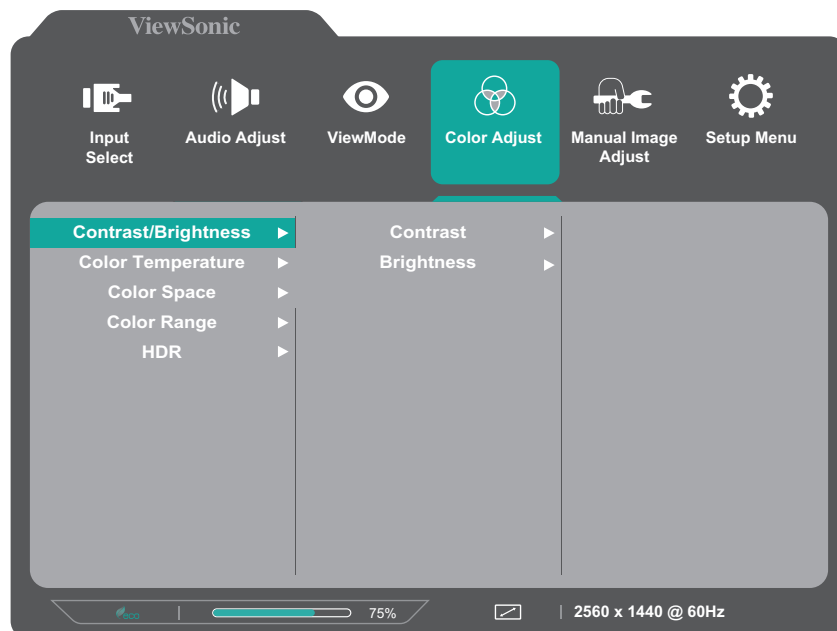 ViewSonic
Input
Select
Audio Adjust
ViewMode
Color Adjust
Manual Image
Adjust
Setup Menu
Contrast/Brightness
Color Temperature
Color Space
Color Range
HDR
Contrast
Brightness
eco
75%
2560 x 1440 @ 60Hz